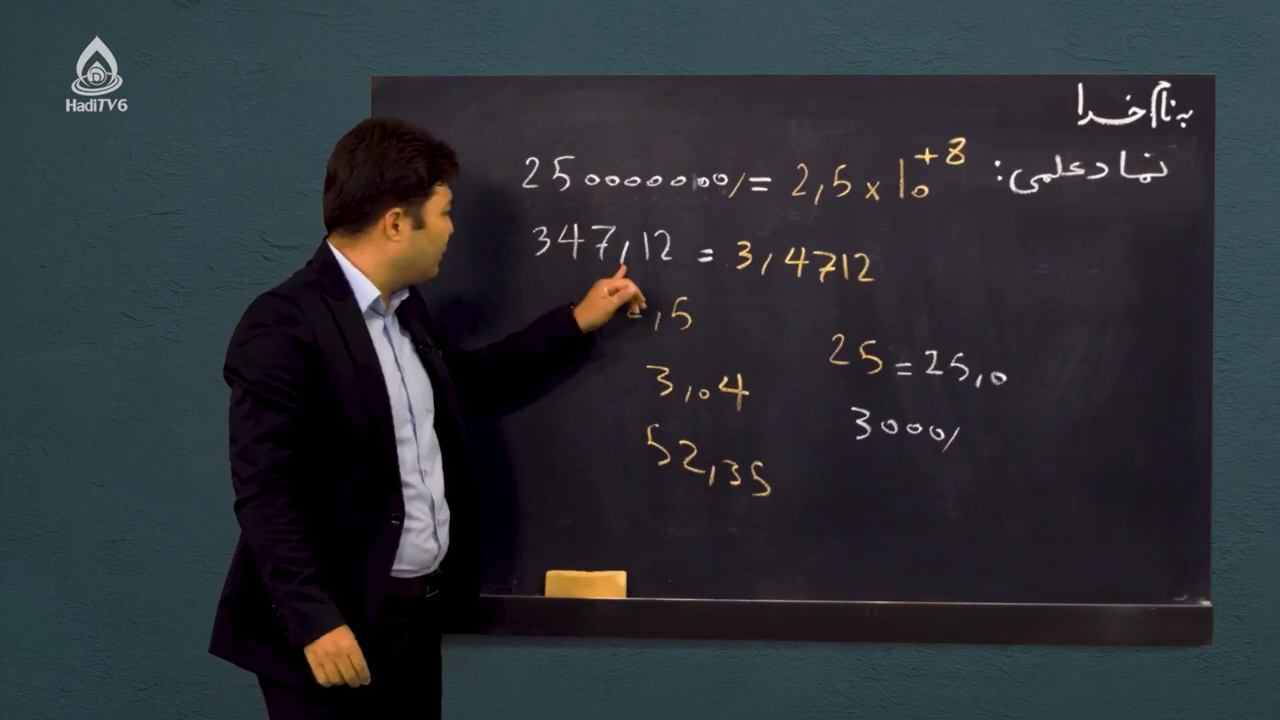 HadiTV6
بنام خدا
نماد علمی:
250000000/= 2,5 x 10+8
347,12 = 3,4712
,5
3,04
52,35
25 = 25,0
3000/